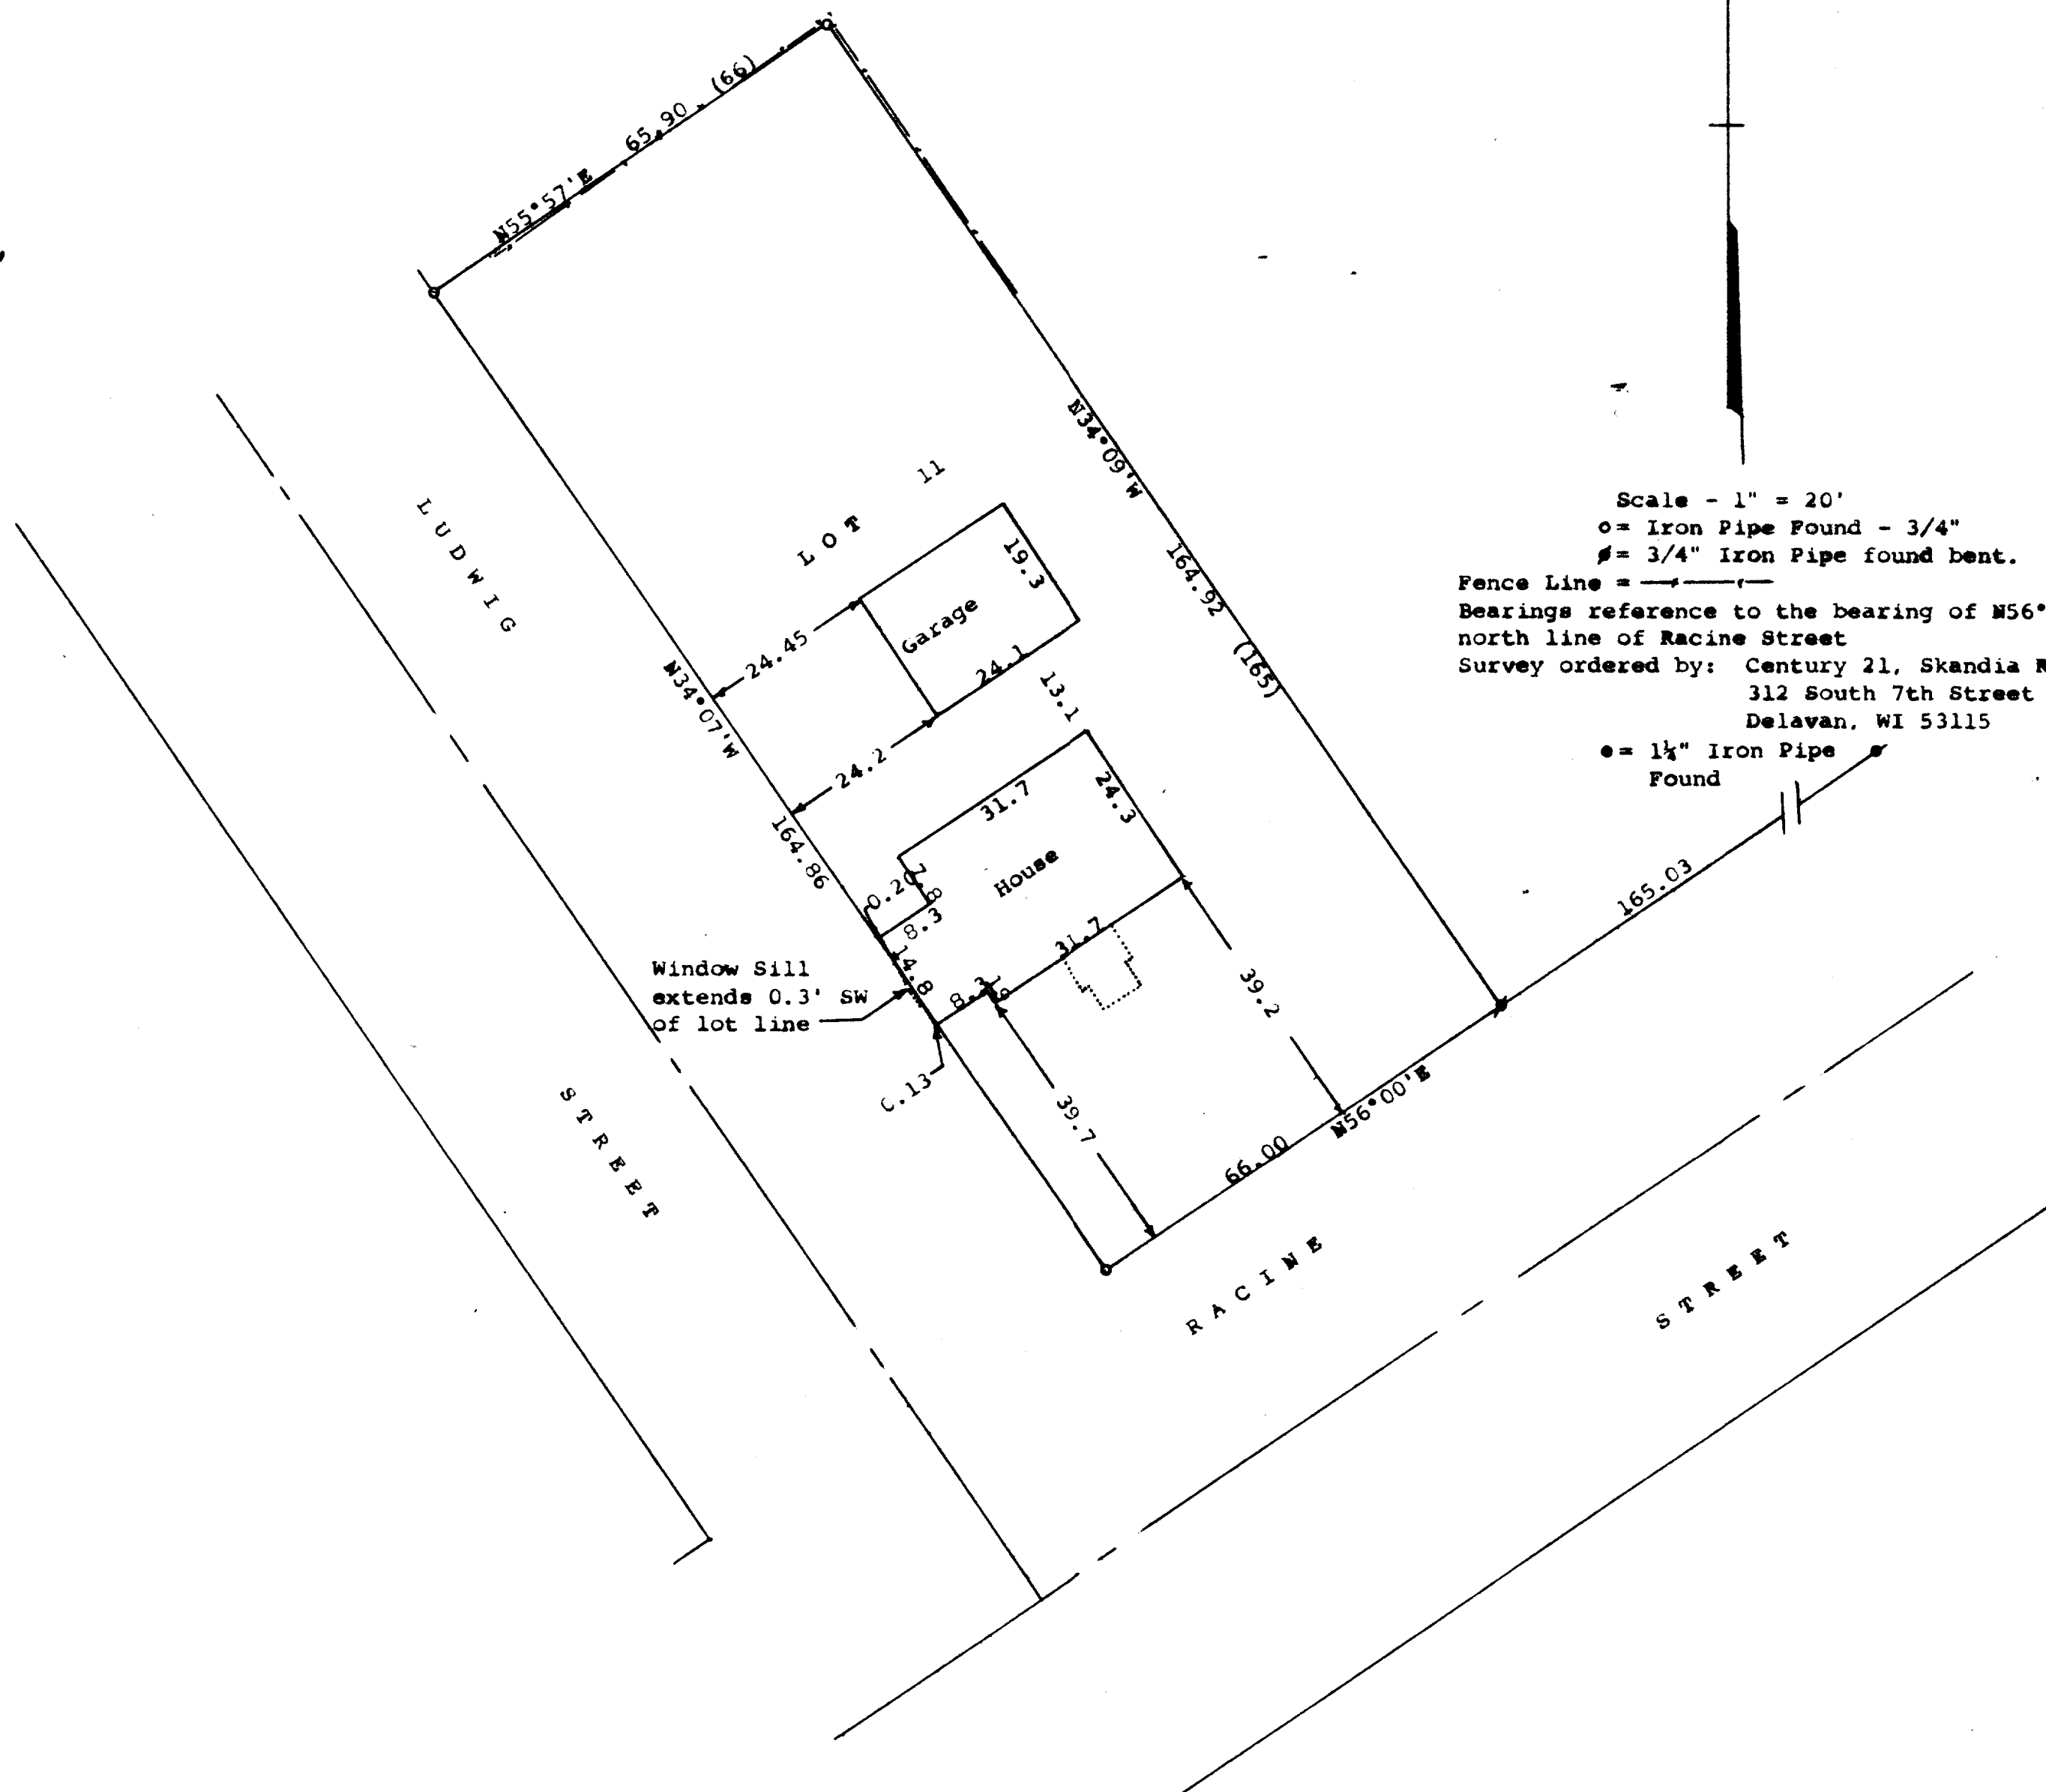 N55°57'E 65.90 (66)
LUDWIG
STREET
LOT 11
N34°09'W 164.92 (165)
19.3
Garage
24.1
24.45
13.1
N34°07'W 164.86
24.2
31.7
24.3
House
7.8
0.20
8.3
14.8
31.7
8.3
Window Sill
extends 0.3' SW
of lot line
39.2
39.7
66.00 N56°00'E
165.03
RACINE STREET
Scale - 1" = 20'
o= Iron Pipe Found - 3/4"
= 3/4" Iron Pipe found bent.
Fence Line =
Bearings reference to the bearing of N56°
north line of Racine Street
Survey ordered by: Century 21, Skandia R
312 South 7th Street
Delavan, WI 53115
●= 1¼" Iron Pipe
Found